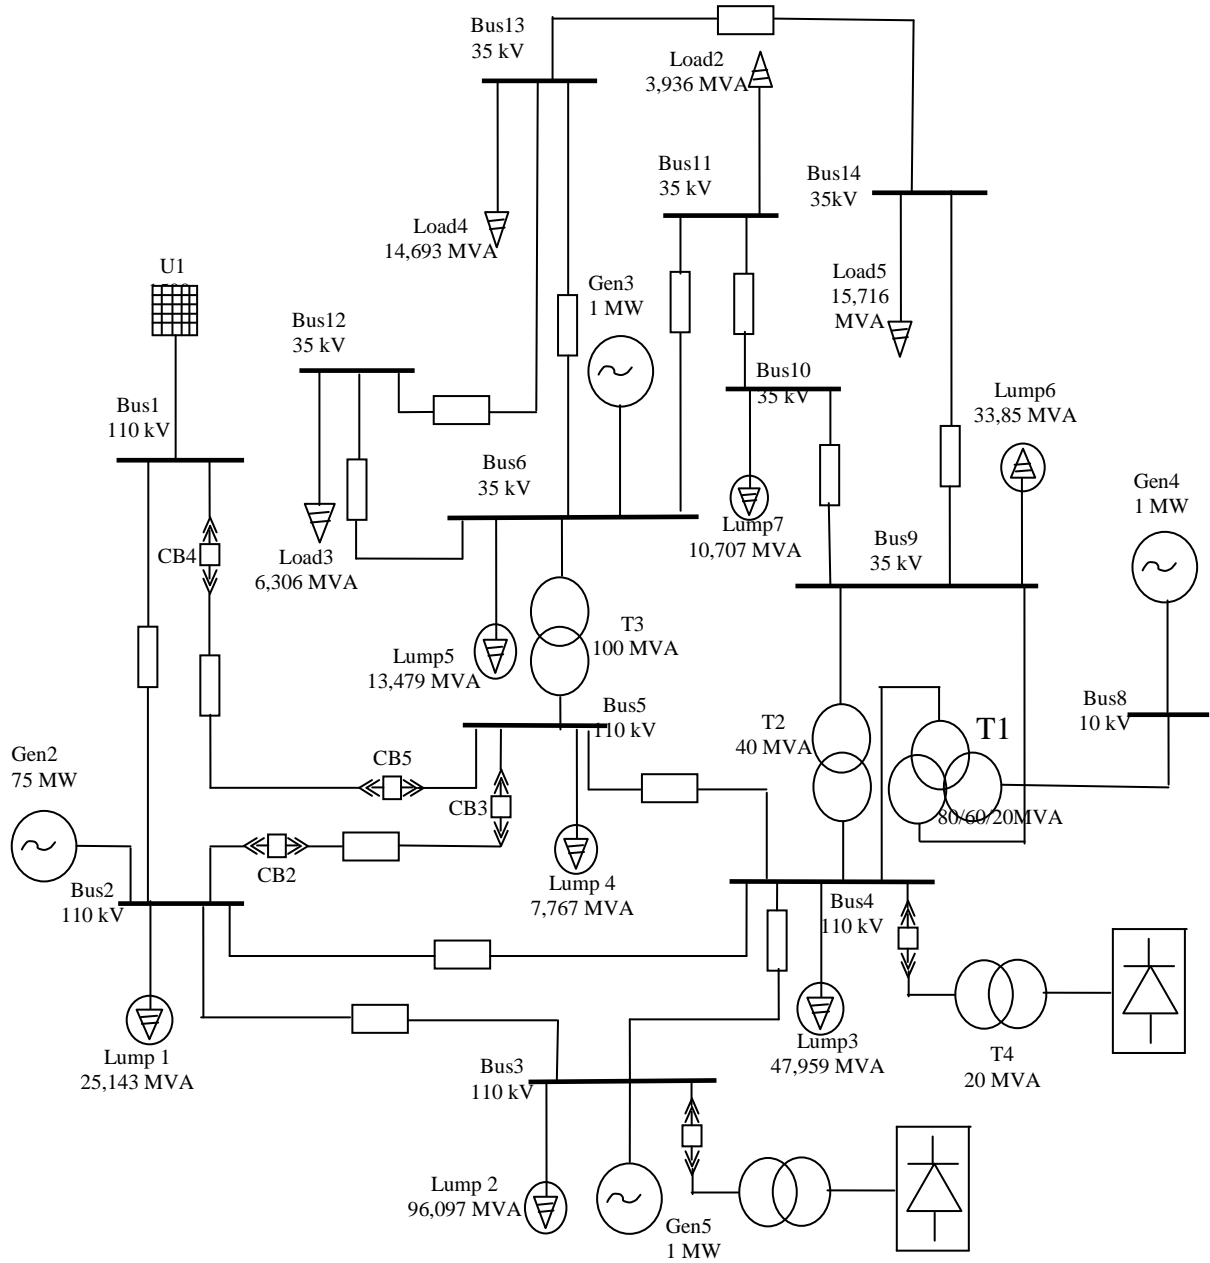 Bus13
35 kV
Load2
3,936 MVA
Bus11
35 kV
Bus14
35kV
Load4
14,693 MVA
U1
Gen3
1 MW
Load5
15,716
MVA
Bus12
35 kV
Bus10
35 kV
Lump6
33,85 MVA
Bus1
110 kV
Bus6
35 kV
Gen4
1 MW
CB4
Load3
6,306 MVA
Lump7
10,707 MVA
Bus9
35 kV
T3
100 MVA
Lump5
13,479 MVA
Bus5
110 kV
T2
40 MVA
T1
80/60/20MVA
Bus8
10 kV
Gen2
75 MW
CB5
CB3
CB2
Bus2
110 kV
Lump 4
7,767 MVA
Bus4
110 kV
Lump 1
25,143 MVA
Bus3
110 kV
Lump3
47,959 MVA
T4
20 MVA
Lump 2
96,097 MVA
Gen5
1 MW